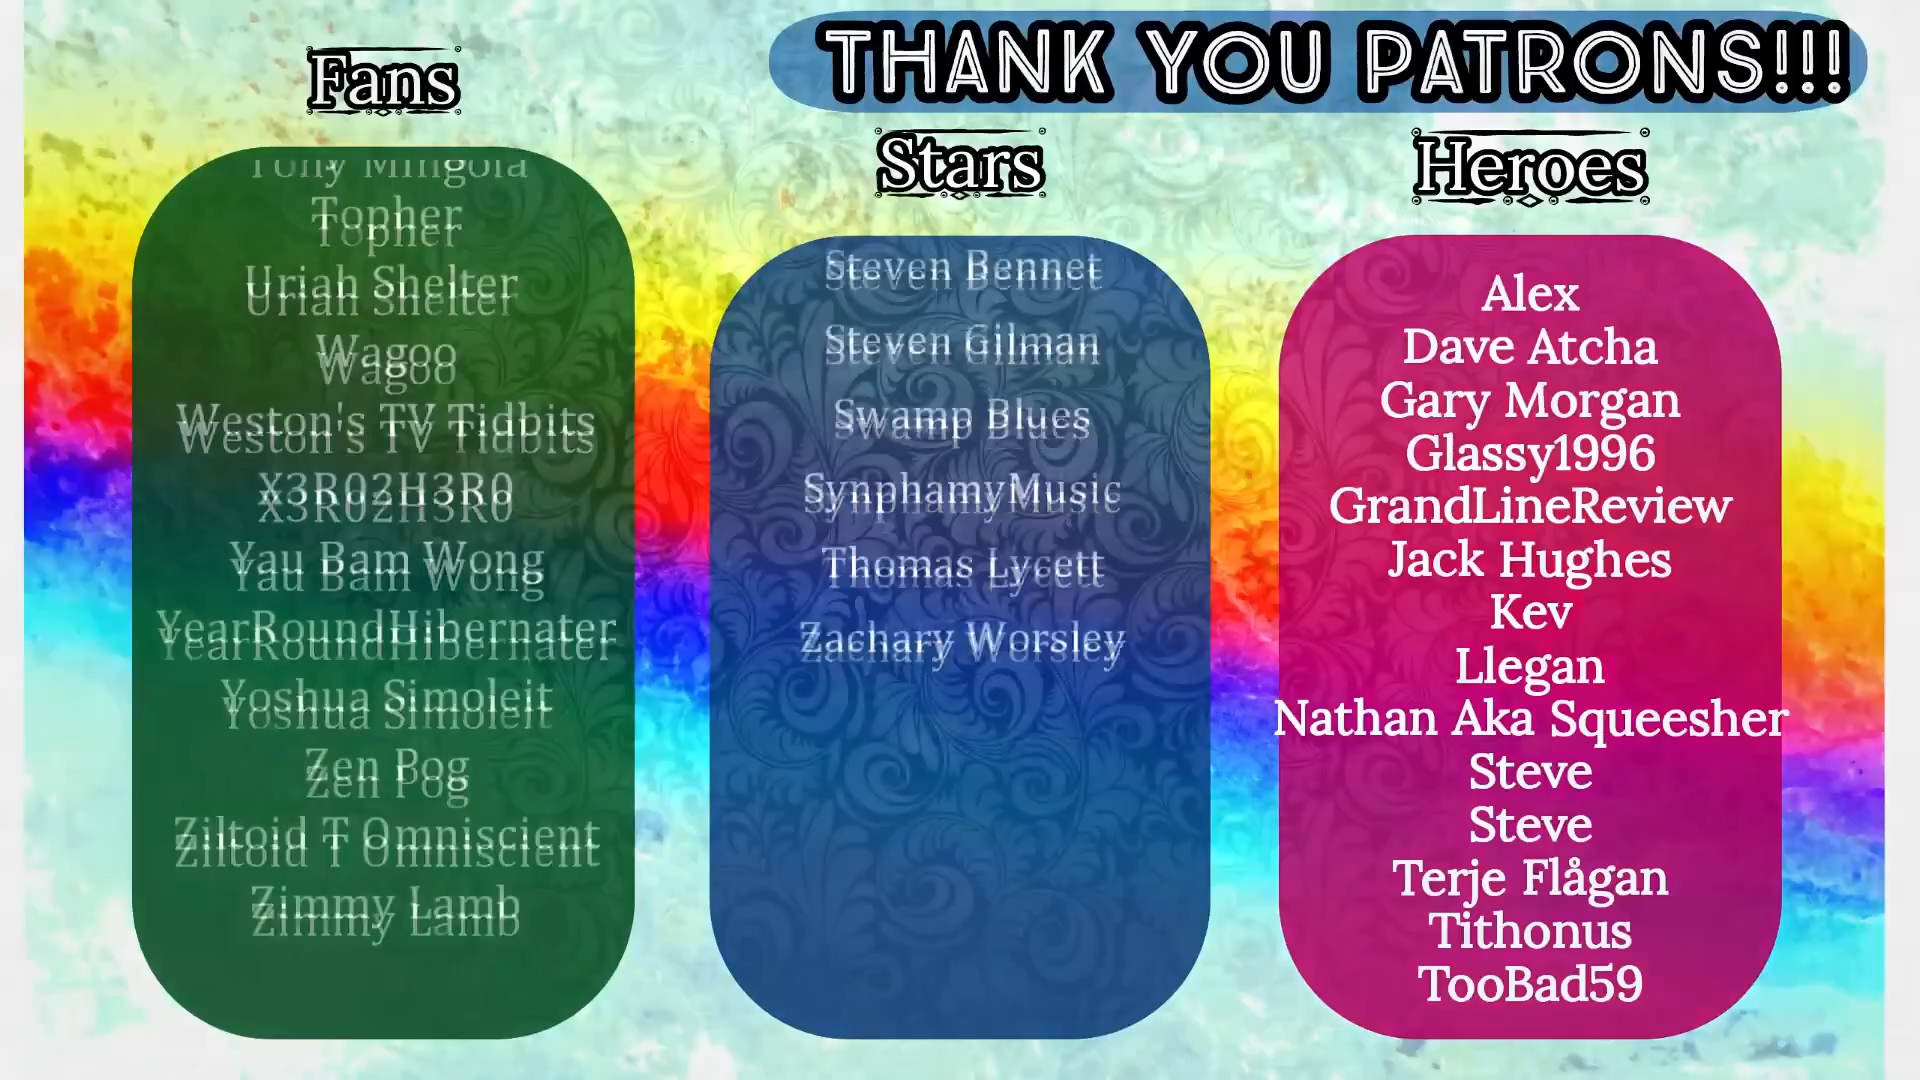 THANK YOU PATRONS!!!
Fans
Topher
Uriah Shelter
Wagoo
Weston's TV Tidbits
X3R02H3R0
Yau Bam Wong
YearRoundHibernater
Yoshua Simoleit
Zen Pog
Ziltoid T Omniscient
Zimmy Lamb
Stars
Steven Bennet
Steven Gilman
Swamp Blues
SynphamyMusic
Thomas Lycett
Zachary Worsley
Heroes
Alex
Dave Atcha
Gary Morgan
Glassy1996
GrandLineReview
Jack Hughes
Kev
Llegan
Nathan Aka Squeesher
Steve
Steve
Terje Flågan
Tithonus
TooBad59